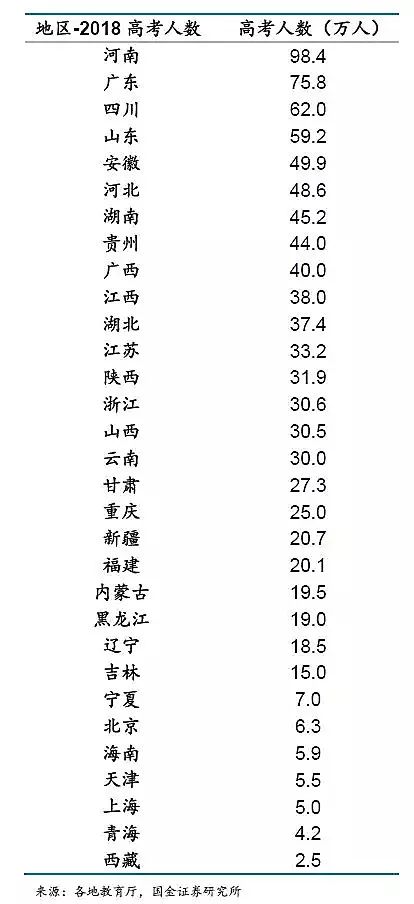 地区-2018 高考人数 高考人数（万人）
河南 98.4
广东 75.8
四川 62.0
山东 59.2
安徽 49.9
河北 48.6
湖南 45.2
贵州 44.0
广西 40.0
江西 38.0
湖北 37.4
江苏 33.2
陕西 31.9
浙江 30.6
山西 30.5
云南 30.0
甘肃 27.3
重庆 25.0
新疆 20.7
福建 20.1
内蒙古 19.5
黑龙江 19.0
辽宁 18.5
吉林 15.0
宁夏 7.0
北京 6.3
海南 5.9
天津 5.5
上海 5.0
青海 4.2
西藏 2.5
来源：各地教育厅，国金证券研究所